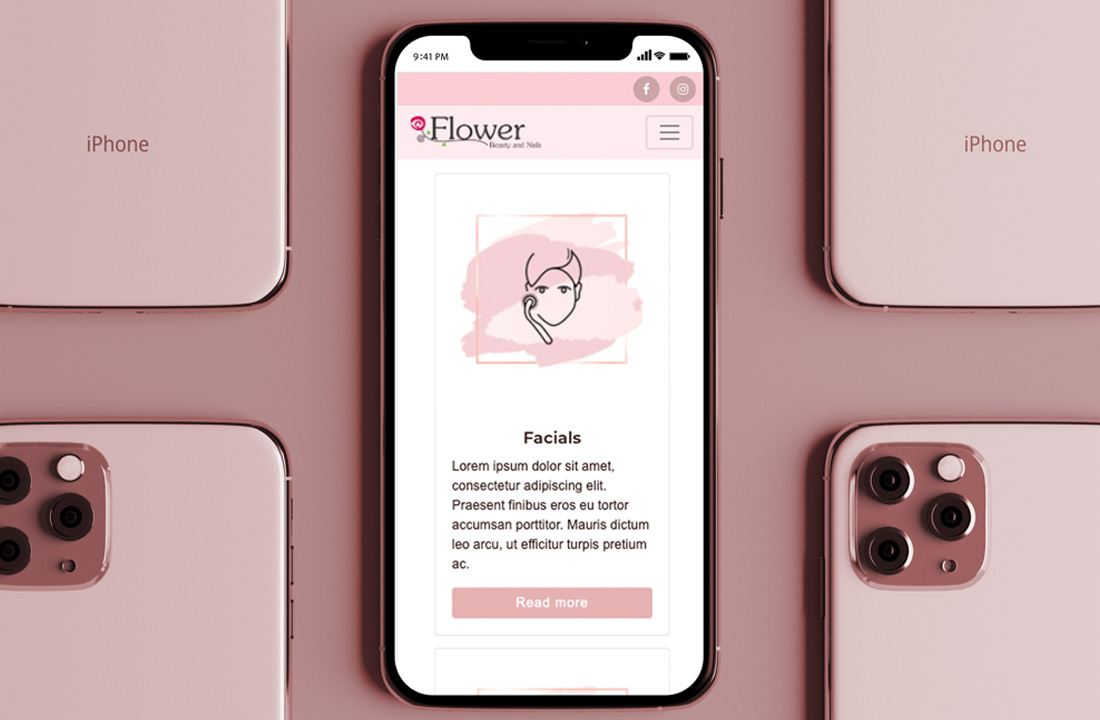 9:41 PM
iPhone
iPhone
Flower
Beauty and Nails
Facials
Lorem ipsum dolor sit amet,
consectetur adipiscing elit.
Praesent finibus eros eu tortor
accumsan porttitor. Mauris dictum
leo arcu, ut efficitur turpis pretium
ac.
Read more